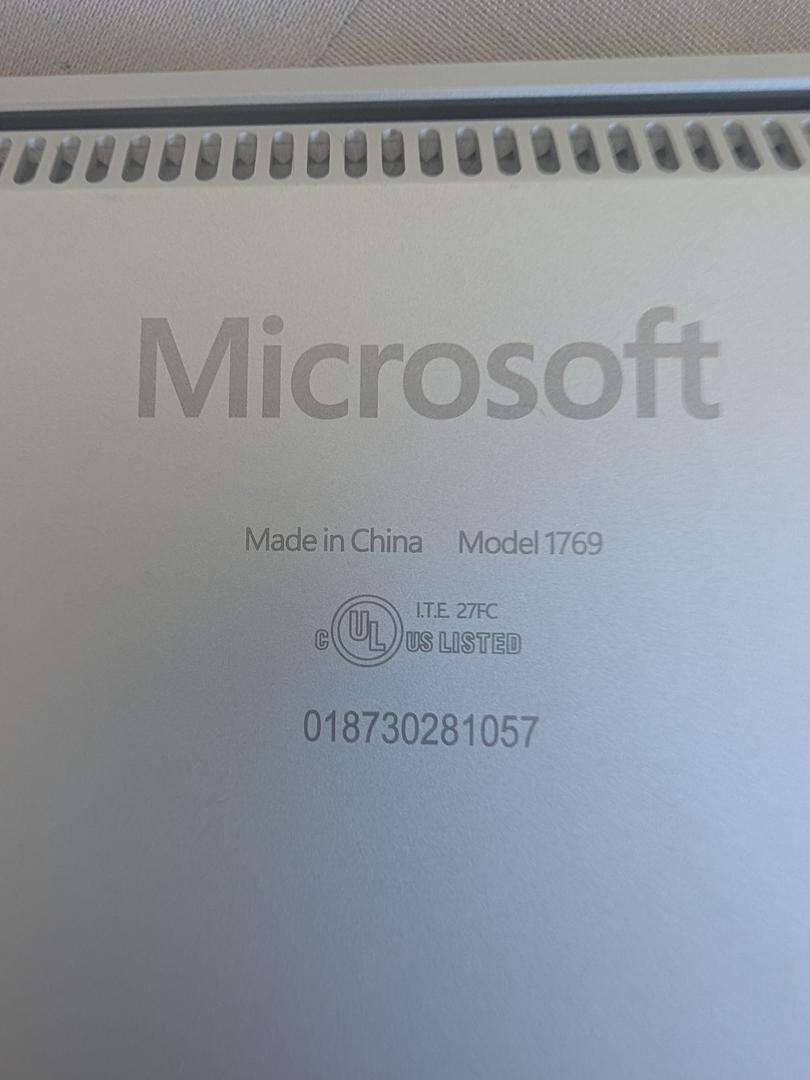 Microsoft
Made in China Model 1769
I.T.E. 27FC
C UL US LISTED
018730281057